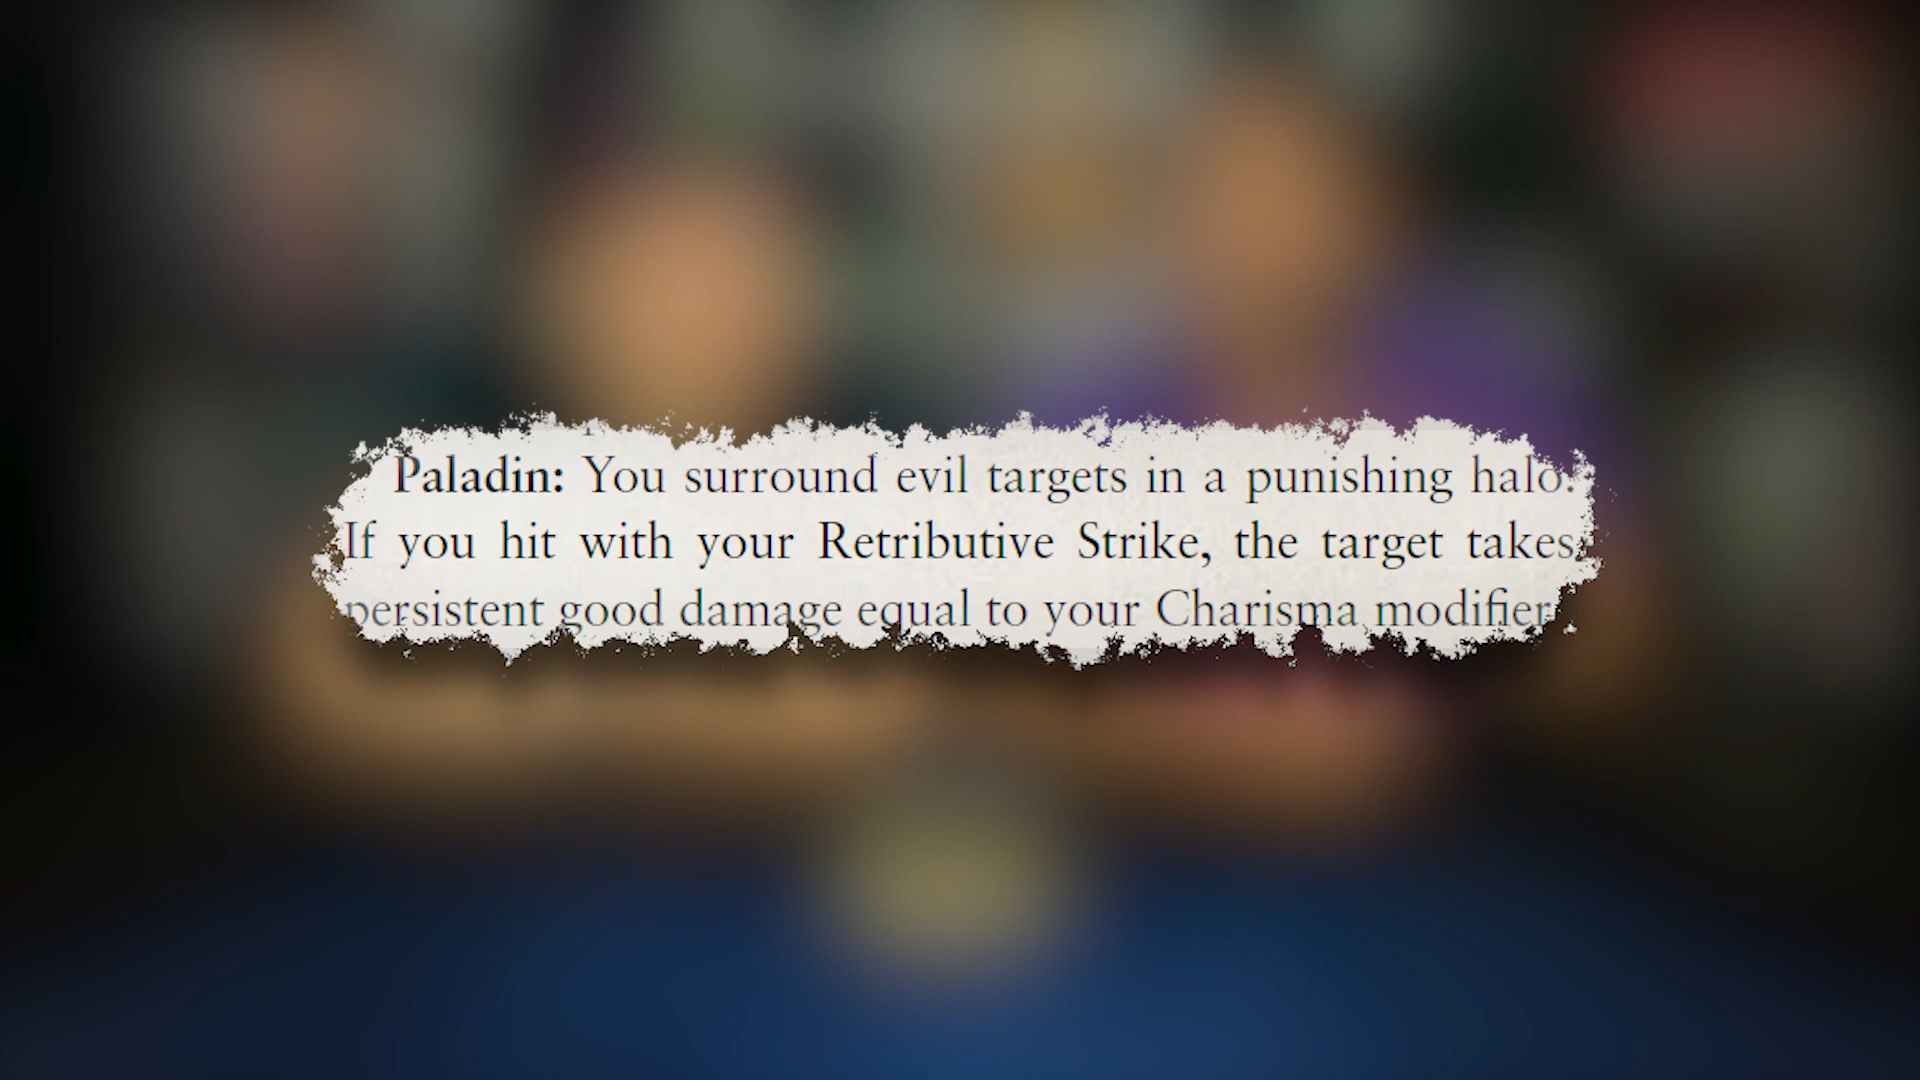 Paladin: You surround evil targets in a punishing halo.
If you hit with your Retributive Strike, the target takes
persistent good damage equal to your Charisma modifier.